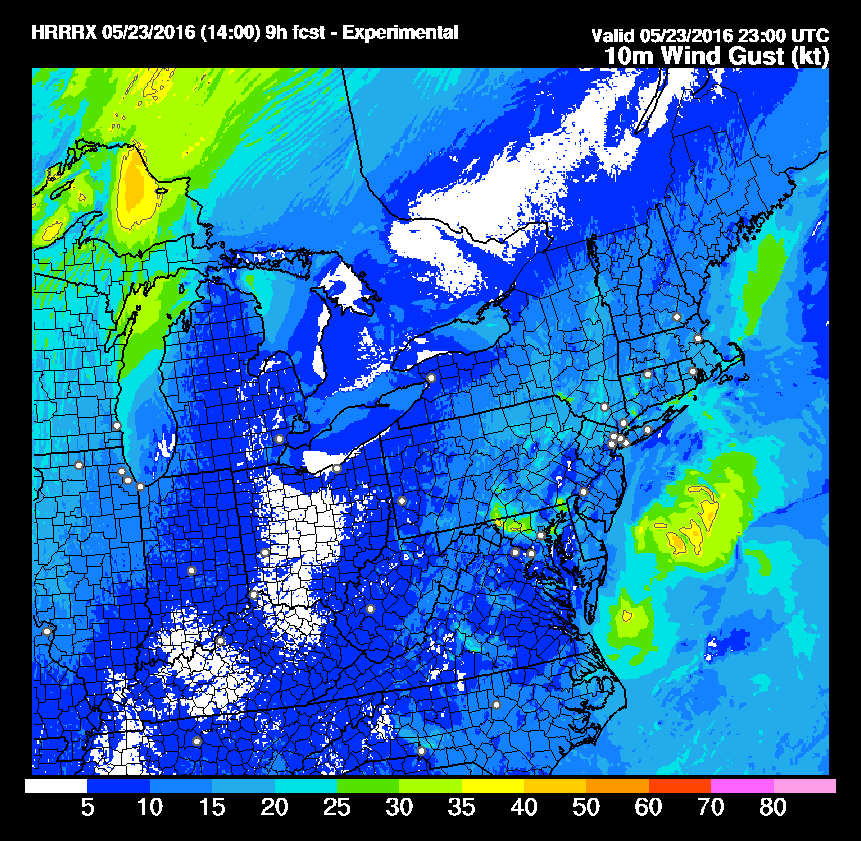 HRRRX 05/23/2016 (14:00) 9h fcst - Experimental
Valid 05/23/2016 23:00 UTC
10m Wind Gust (kt)
5 10 15 20 25 30 35 40 50 60 70 80